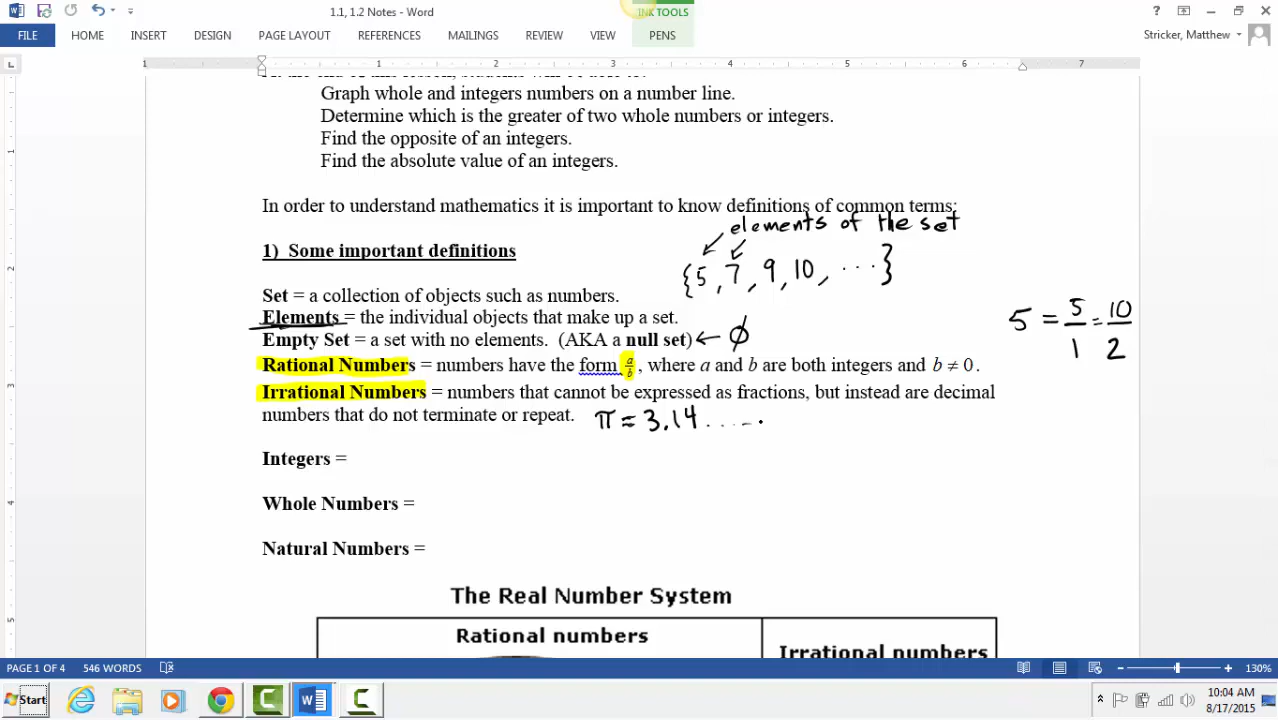 1.1, 1.2 Notes - Word
INK TOOLS
FILE HOME INSERT DESIGN PAGE LAYOUT REFERENCES MAILINGS REVIEW VIEW PENS
Stricker, Matthew
1 1 2 3 4 5 6 7
Graph whole and integers numbers on a number line.
Determine which is the greater of two whole numbers or integers.
Find the opposite of an integers.
Find the absolute value of an integers.
In order to understand mathematics it is important to know definitions of common terms:
elements of the set
1) Some important definitions
{5, 7, 9, 10, ...}
Set = a collection of objects such as numbers.
Elements = the individual objects that make up a set.
5 = 5/1 = 10/2
Empty Set = a set with no elements. (AKA a null set) ← ∅
Rational Numbers = numbers have the form a/b, where a and b are both integers and b ≠ 0.
Irrational Numbers = numbers that cannot be expressed as fractions, but instead are decimal
numbers that do not terminate or repeat. π ≈ 3.14......
Integers =
Whole Numbers =
Natural Numbers =
The Real Number System
Rational numbers
Irrational numbers
PAGE 1 OF 4 546 WORDS 130%
Start
10:04 AM
8/17/2015